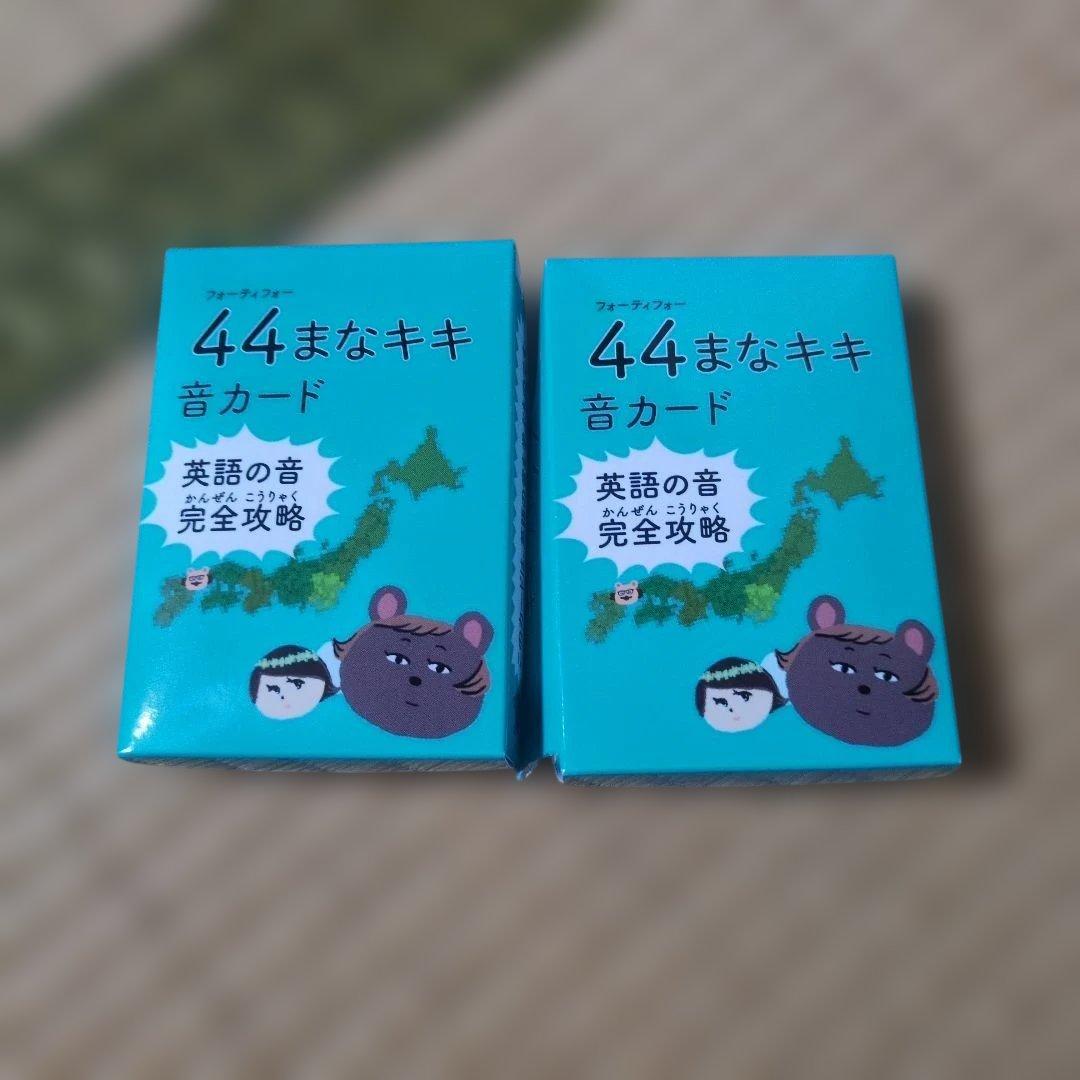 フォーティフォー
44まなキキ
音カード
英語の音
かんぜん こうりゃく
完全攻略
フォーティフォー
44まなキキ
音カード
英語の音
かんぜん こうりゃく
完全攻略